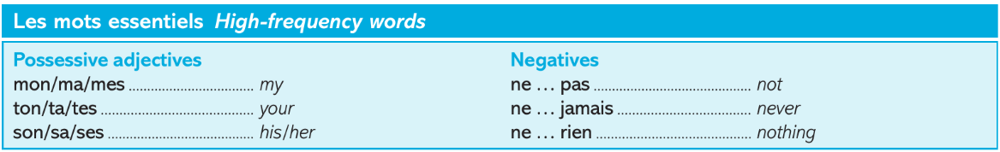 Les mots essentiels High-frequency words
Possessive adjectives
mon/ma/mes ................................. my
ton/ta/tes ......................................... your
son/sa/ses ....................................... his/her
Negatives
ne ... pas .......................................... not
ne ... jamais .................................... never
ne ... rien .......................................... nothing